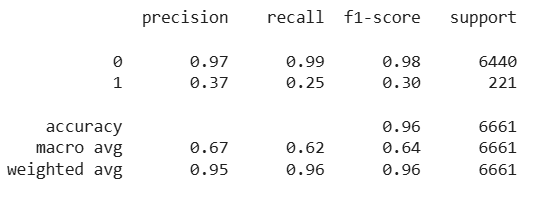 precision recall f1-score support
0 0.97 0.99 0.98 6440
1 0.37 0.25 0.30 221
accuracy 0.96 6661
macro avg 0.67 0.62 0.64 6661
weighted avg 0.95 0.96 0.96 6661